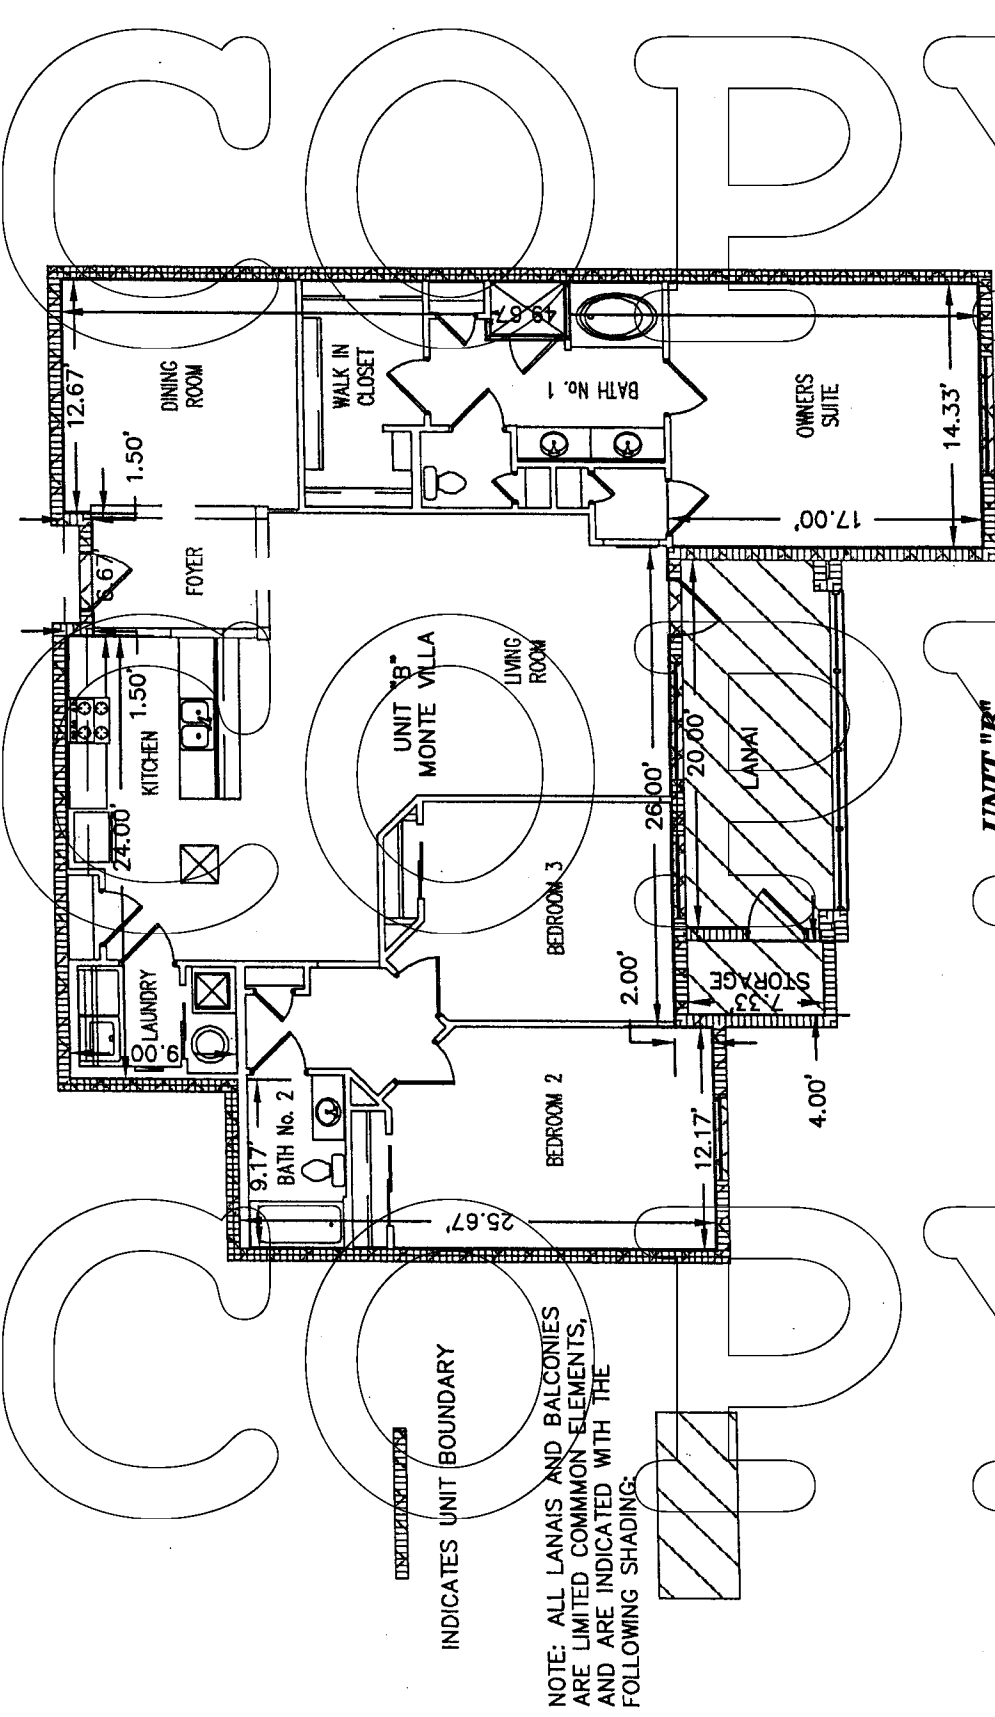 COPY
COPY
COPY
12.67'
DINING
ROOM
1.50'
WALK IN
CLOSET
49.67'
BATH No. 1
OWNERS
SUITE
14.33'
17.00'
6.67'
FOYER
KITCHEN
1.50'
24.00'
UNIT "B"
MONTE VILLA
LIVING
ROOM
26.00'
20.00'
LANAI
UNIT "B"
BEDROOM 3
2.00'
STORAGE
7.33'
4.00'
LAUNDRY
9.00'
9.17'
BATH No. 2
BEDROOM 2
12.17'
25.67'
INDICATES UNIT BOUNDARY
NOTE: ALL LANAIS AND BALCONIES
ARE LIMITED COMMMON ELEMENTS,
AND ARE INDICATED WITH THE
FOLLOWING SHADING: